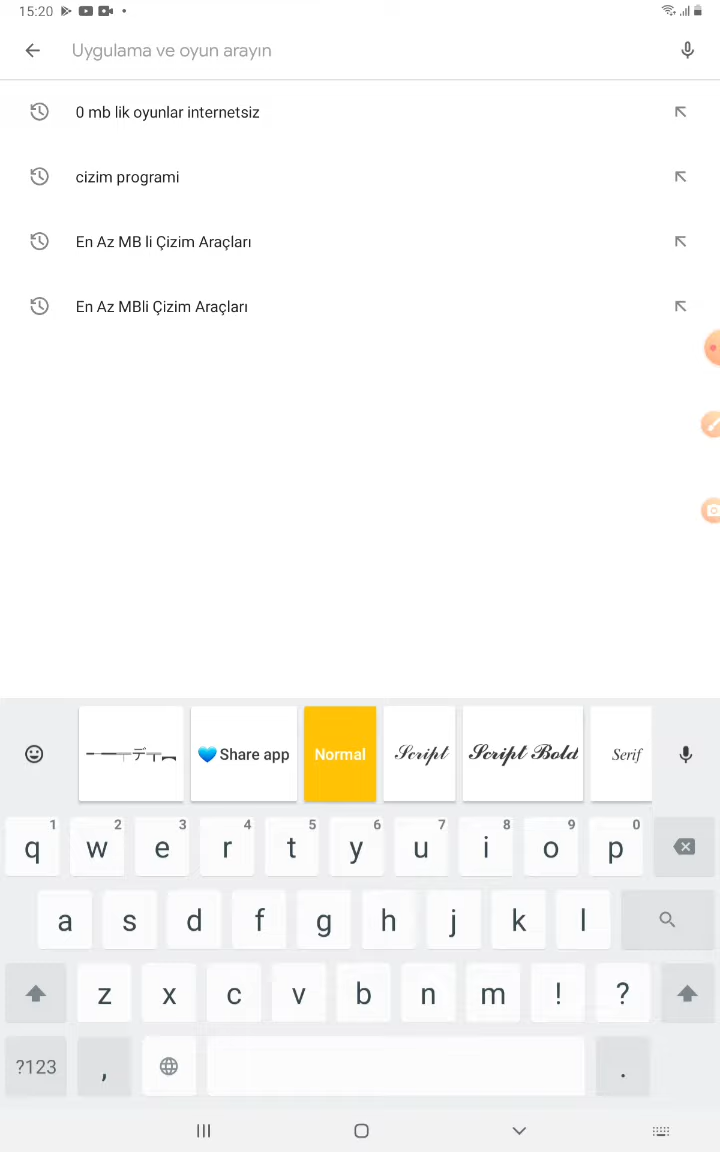 15:20
Uygulama ve oyun arayın
0 mb lik oyunlar internetsiz
cizim programi
En Az MB li Çizim Araçları
En Az MBli Çizim Araçları
💙 Share app Normal 𝒮𝒸𝓇𝒾𝓅𝓉 𝓢𝓬𝓻𝓲𝓹𝓽 𝓑𝓸𝓵𝓭 𝑆𝑒𝑟𝑖𝑓
1 2 3 4 5 6 7 8 9 0
q w e r t y u i o p
a s d f g h j k l
z x c v b n m ! ?
?123 , .